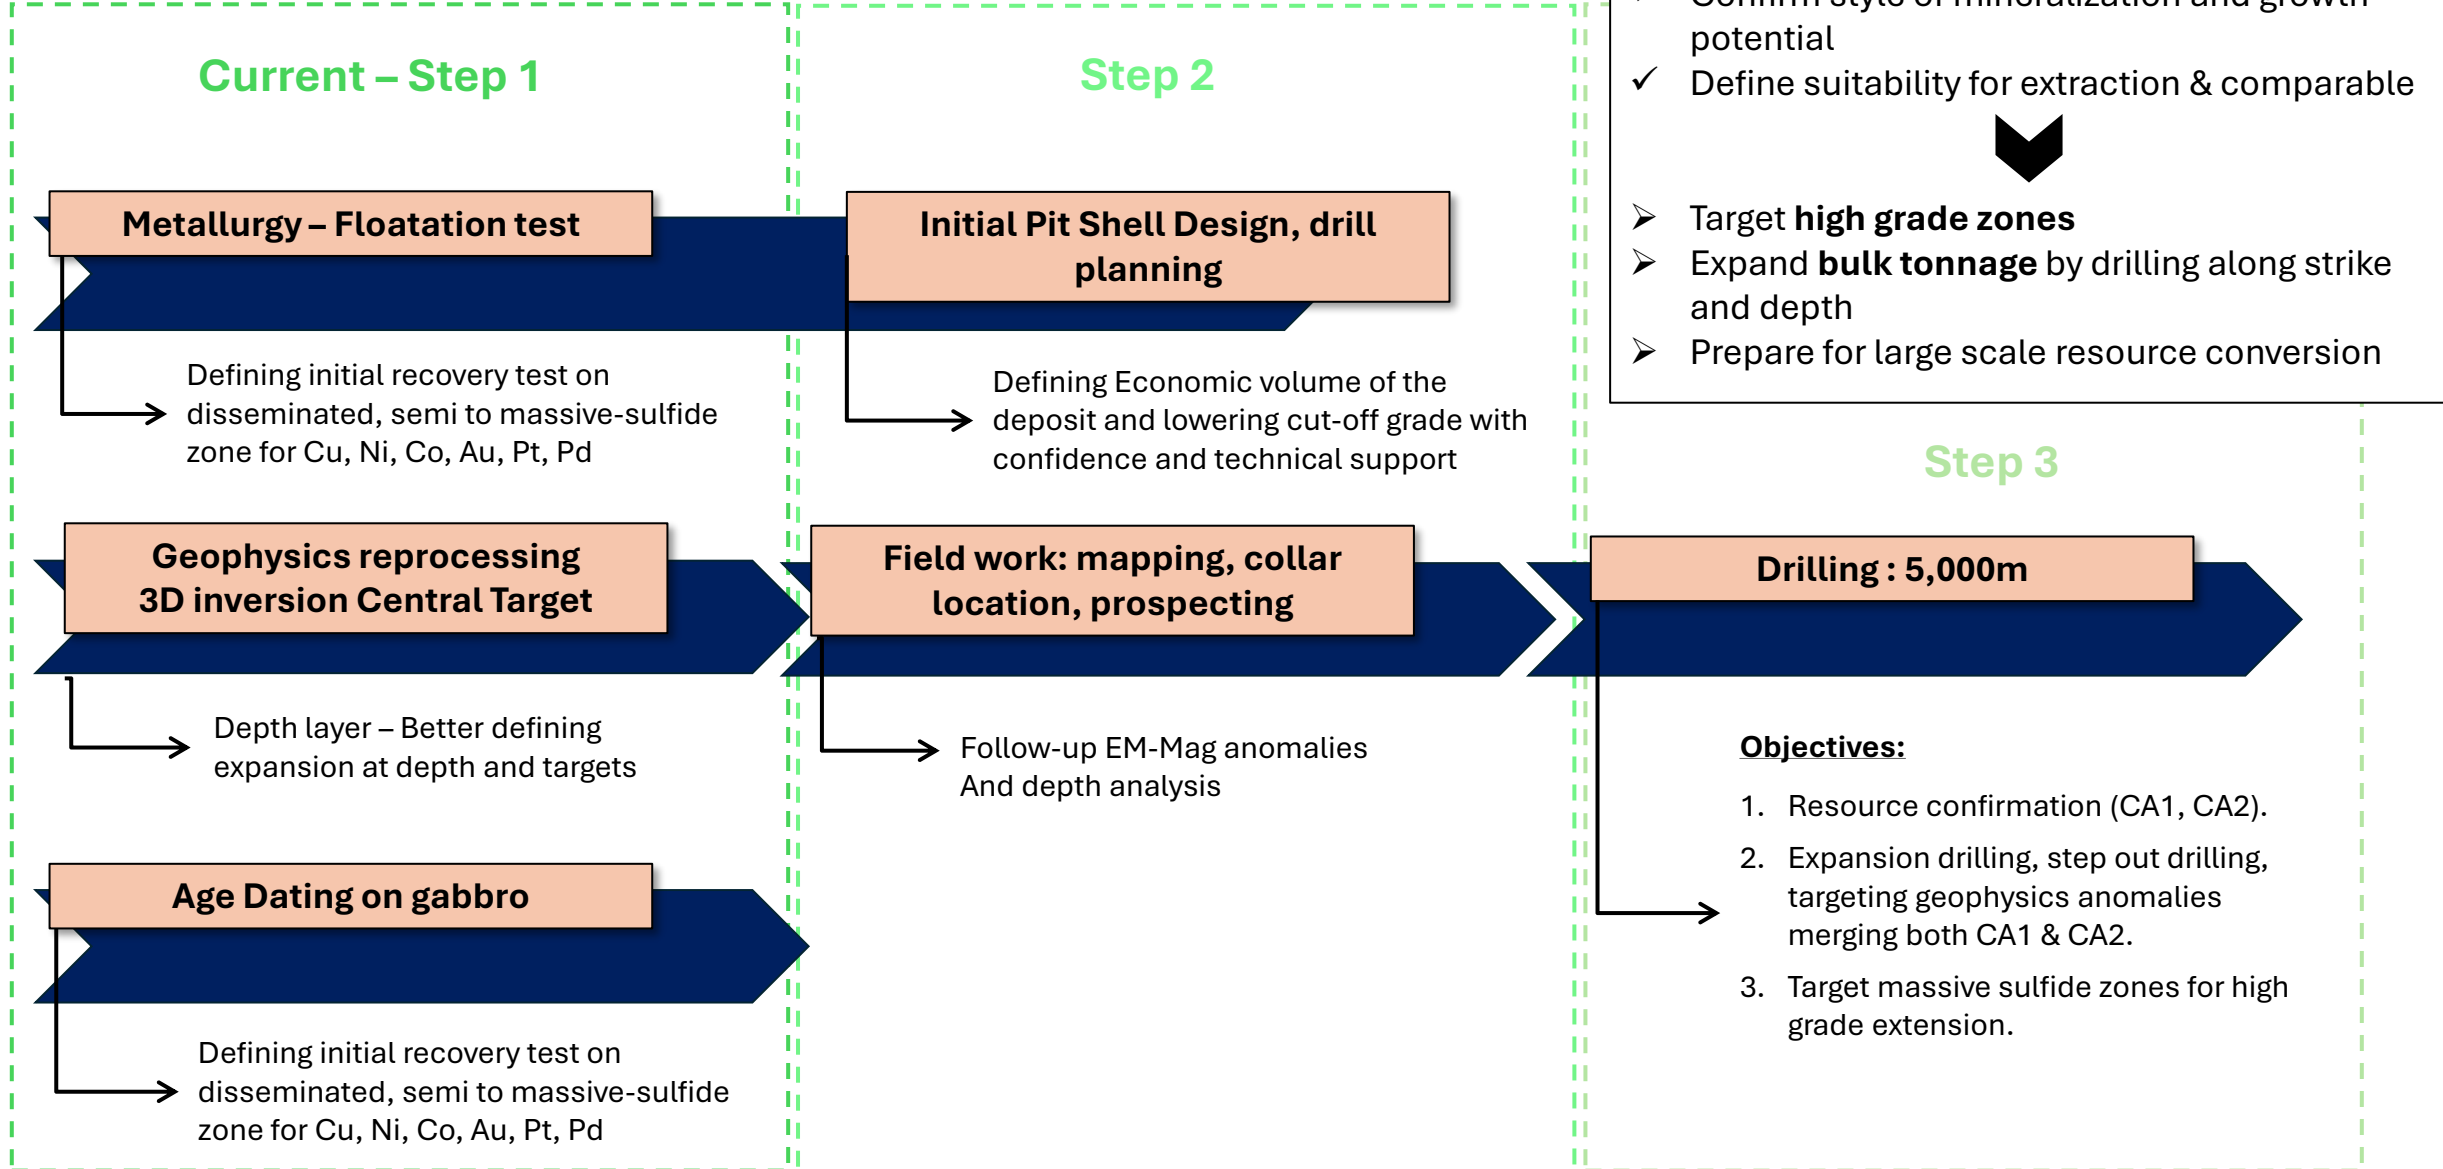 Current – Step 1
Metallurgy – Floatation test
Defining initial recovery test on
disseminated, semi to massive-sulfide
zone for Cu, Ni, Co, Au, Pt, Pd
Geophysics reprocessing
3D inversion Central Target
Depth layer – Better defining
expansion at depth and targets
Age Dating on gabbro
Defining initial recovery test on
disseminated, semi to massive-sulfide
zone for Cu, Ni, Co, Au, Pt, Pd
Step 2
Initial Pit Shell Design, drill
planning
Defining Economic volume of the
deposit and lowering cut-off grade with
confidence and technical support
Field work: mapping, collar
location, prospecting
Follow-up EM-Mag anomalies
And depth analysis
Confirm style of mineralization and growth
potential
✓ Define suitability for extraction & comparable
➢ Target high grade zones
➢ Expand bulk tonnage by drilling along strike
and depth
➢ Prepare for large scale resource conversion
Step 3
Drilling : 5,000m
Objectives:
1. Resource confirmation (CA1, CA2).
2. Expansion drilling, step out drilling,
targeting geophysics anomalies
merging both CA1 & CA2.
3. Target massive sulfide zones for high
grade extension.